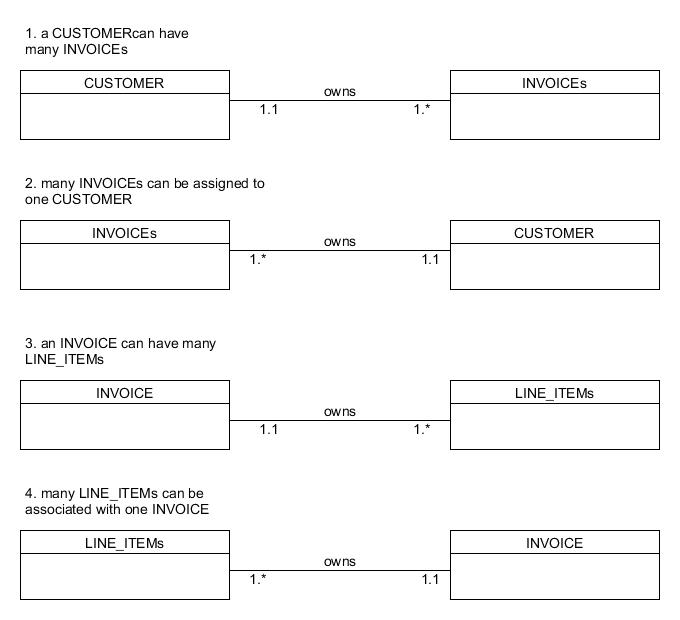 1. a CUSTOMERcan have
many INVOICEs
CUSTOMER
owns
INVOICEs
1.1
1.*
2. many INVOICEs can be assigned to
one CUSTOMER
INVOICEs
owns
CUSTOMER
1.*
1.1
3. an INVOICE can have many
LINE_ITEMs
INVOICE
owns
LINE_ITEMs
1.1
1.*
4. many LINE_ITEMs can be
associated with one INVOICE
LINE_ITEMs
owns
INVOICE
1.*
1.1